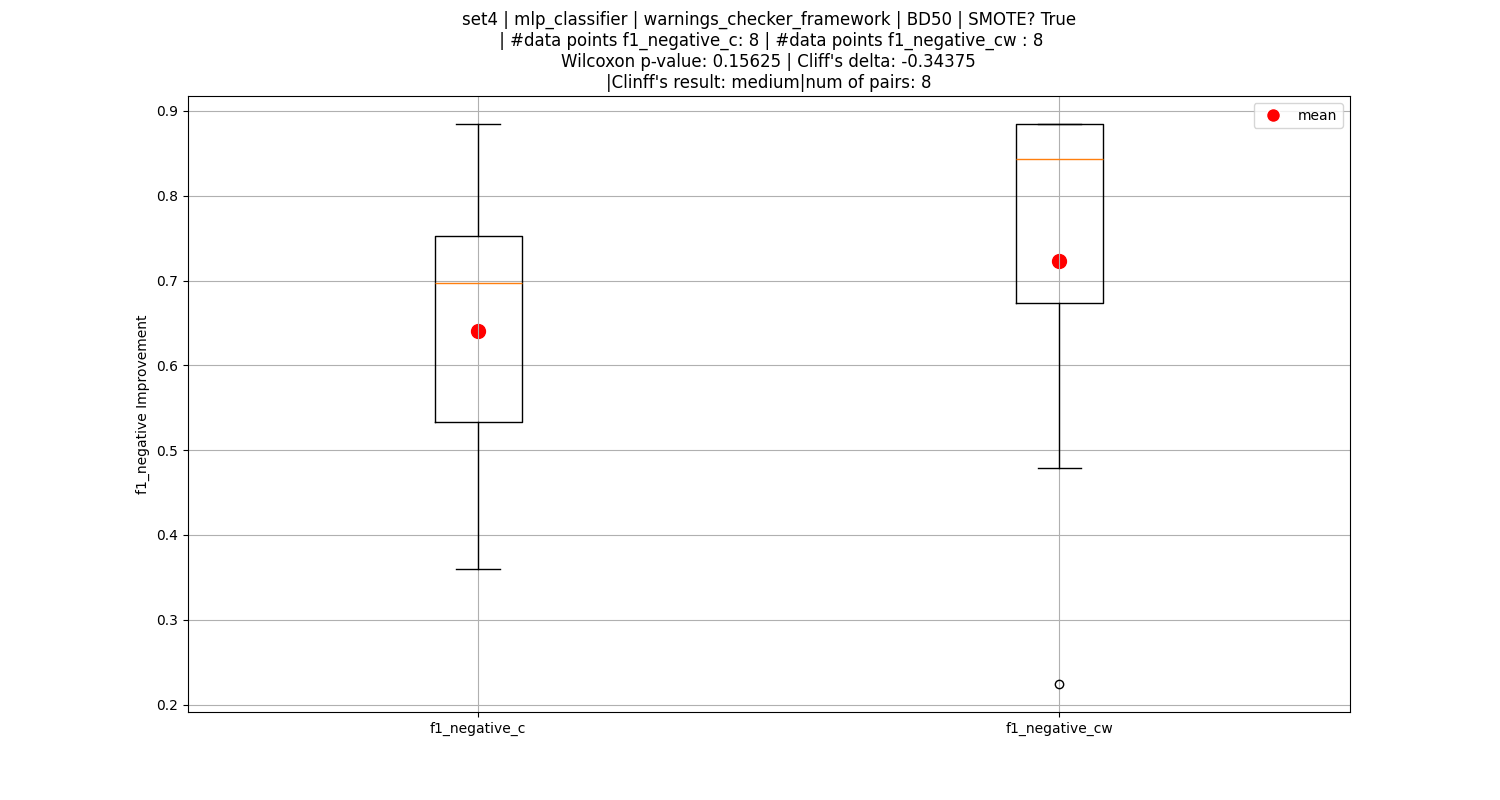 set4 | mlp_classifier | warnings_checker_framework | BD50 | SMOTE? True
| #data points f1_negative_c: 8 | #data points f1_negative_cw : 8
Wilcoxon p-value: 0.15625 | Cliff's delta: -0.34375
|Clinff's result: medium|num of pairs: 8
mean
f1_negative Improvement
0.9
0.8
0.7
0.6
0.5
0.4
0.3
0.2
f1_negative_c
f1_negative_cw